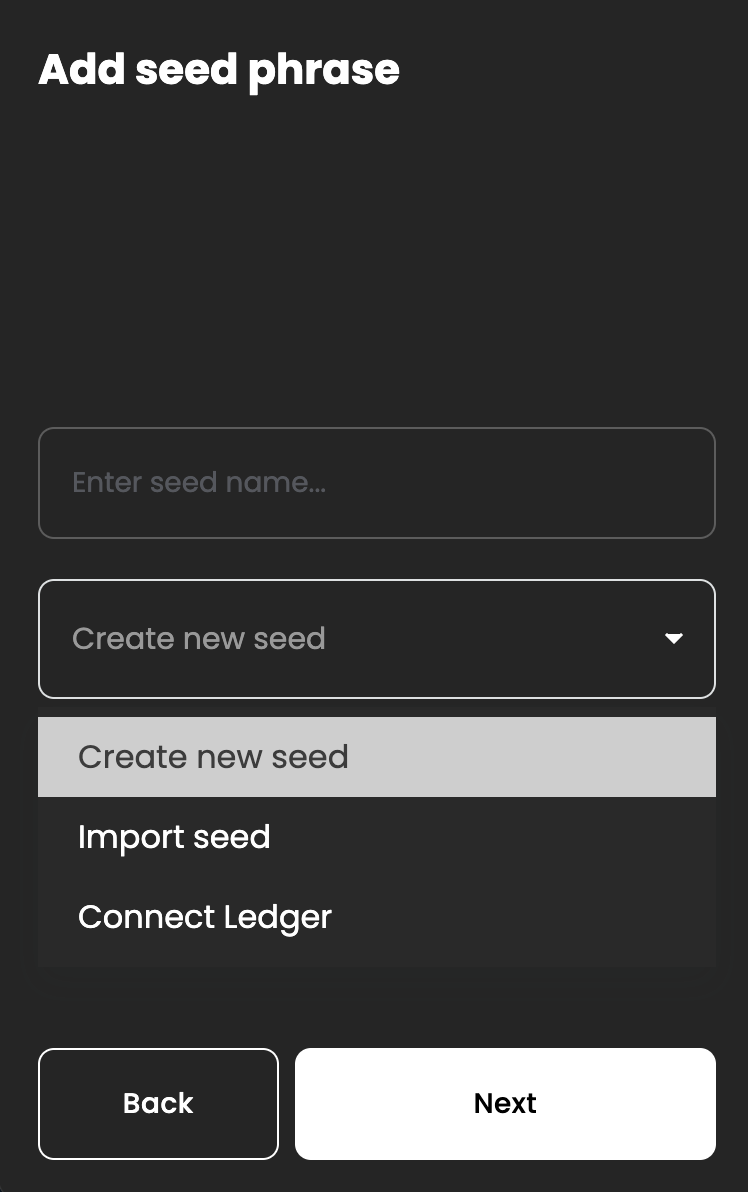 Add seed phrase
Enter seed name...
Create new seed
Create new seed
Import seed
Connect Ledger
Back
Next